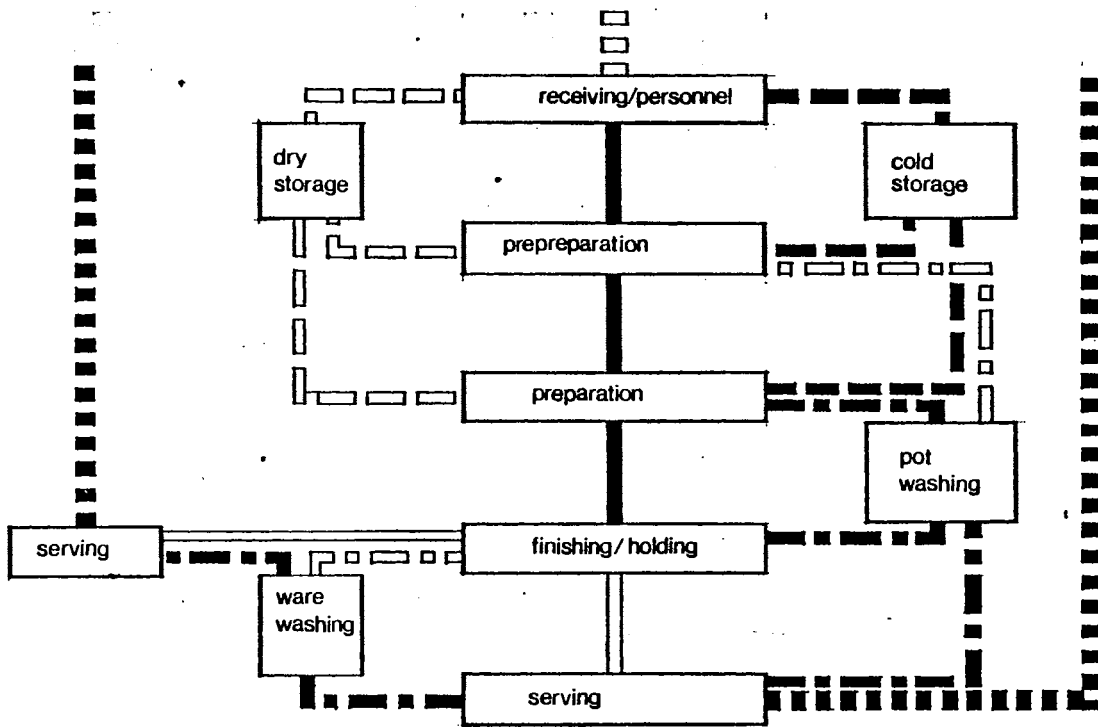 receiving/personnel
dry
storage
cold
storage
prepreparation
preparation
pot
washing
serving
finishing/holding
ware
washing
serving